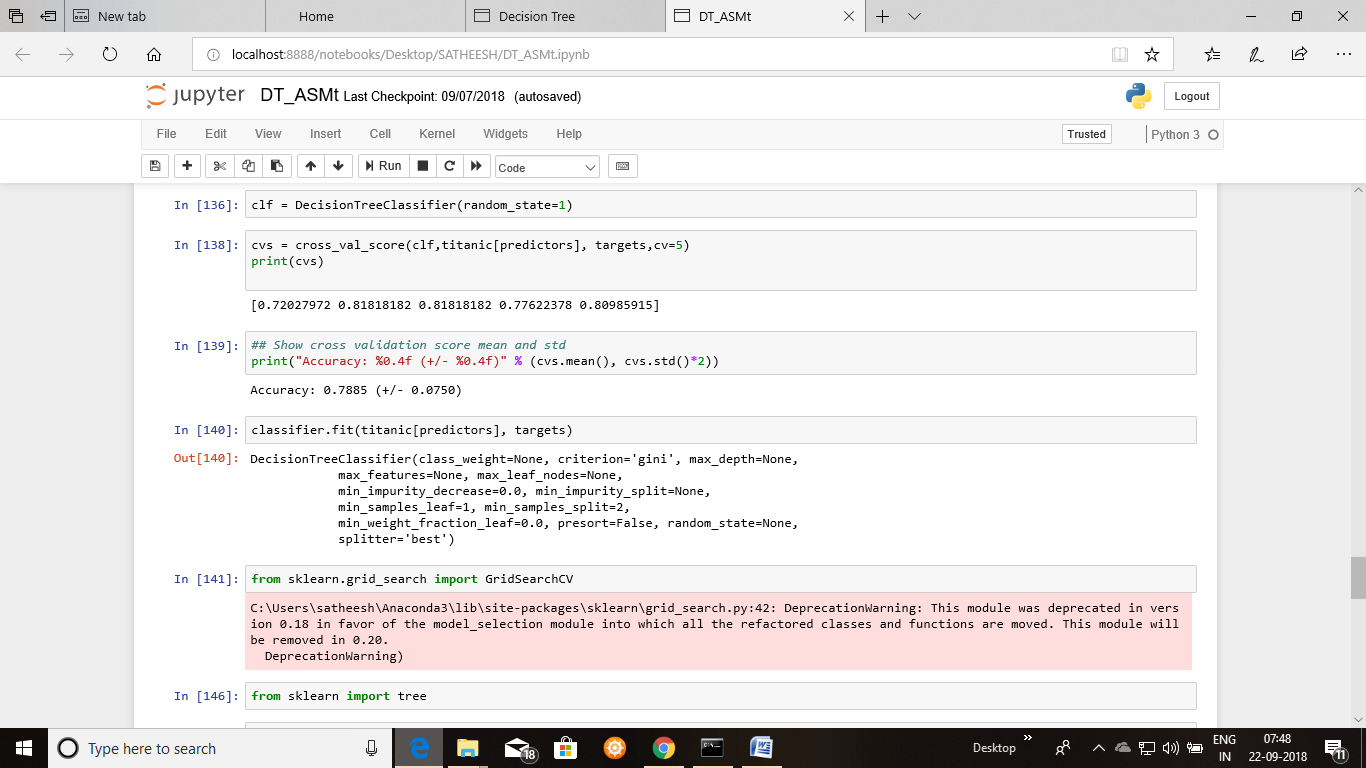 New tab
Home
Decision Tree
DT_ASMt
localhost:8888/notebooks/Desktop/SATHEESH/DT_ASMt.ipynb
jupyter DT_ASMt Last Checkpoint: 09/07/2018 (autosaved)
Logout
File Edit View Insert Cell Kernel Widgets Help
Trusted
Python 3
Run
Code
In [136]: clf = DecisionTreeClassifier(random_state=1)
In [138]: cvs = cross_val_score(clf,titanic[predictors], targets,cv=5)
print(cvs)
[0.72027972 0.81818182 0.81818182 0.77622378 0.80985915]
In [139]: ## Show cross validation score mean and std
print("Accuracy: %0.4f (+/- %0.4f)" % (cvs.mean(), cvs.std()*2))
Accuracy: 0.7885 (+/- 0.0750)
In [140]: classifier.fit(titanic[predictors], targets)
Out[140]: DecisionTreeClassifier(class_weight=None, criterion='gini', max_depth=None,
max_features=None, max_leaf_nodes=None,
min_impurity_decrease=0.0, min_impurity_split=None,
min_samples_leaf=1, min_samples_split=2,
min_weight_fraction_leaf=0.0, presort=False, random_state=None,
splitter='best')
In [141]: from sklearn.grid_search import GridSearchCV
C:\Users\satheesh\Anaconda3\lib\site-packages\sklearn\grid_search.py:42: DeprecationWarning: This module was deprecated in vers
ion 0.18 in favor of the model_selection module into which all the refactored classes and functions are moved. This module will
be removed in 0.20.
DeprecationWarning)
In [146]: from sklearn import tree
Type here to search
18
Desktop
ENG
IN
07:48
22-09-2018
11